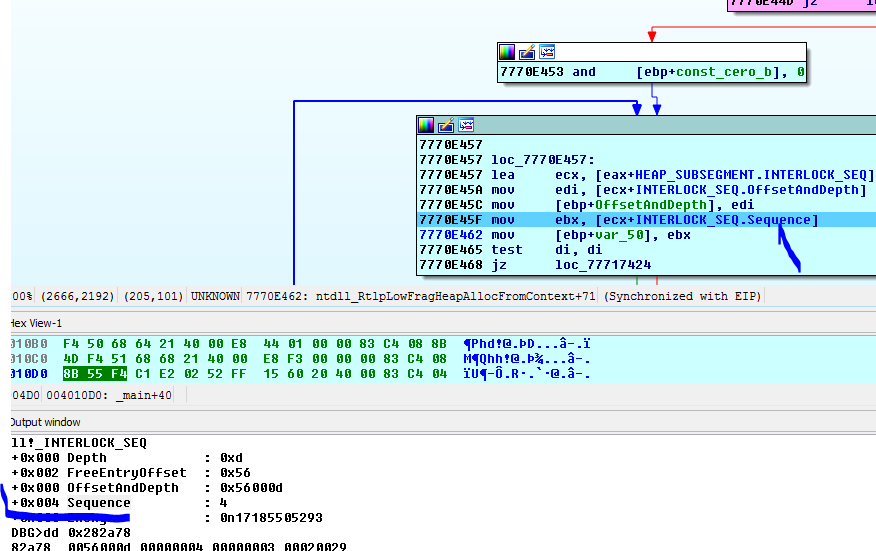 7770E44D jz
7770E453 and [ebp+const_cero_b], 0
7770E457
7770E457 loc_7770E457:
7770E457 lea ecx, [eax+HEAP_SUBSEGMENT.INTERLOCK_SEQ]
7770E45A mov edi, [ecx+INTERLOCK_SEQ.OffsetAndDepth]
7770E45C mov [ebp+OffsetAndDepth], edi
7770E45F mov ebx, [ecx+INTERLOCK_SEQ.Sequence]
7770E462 mov [ebp+var_50], ebx
7770E465 test di, di
7770E468 jz loc_77717424
00% (2666,2192) (205,101) UNKNOWN 7770E462: ntdll_RtlpLowFragHeapAllocFromContext+71 (Synchronized with EIP)
Hex View-1
010B0 F4 50 68 64 21 40 00 E8 44 01 00 00 83 C4 08 8B ¶Phd!@.ÞD...â-.ï
010C0 4D F4 51 68 68 21 40 00 E8 F3 00 00 00 83 C4 08 M¶Qhh!@.Þ¾...â-.
010D0 8B 55 F4 C1 E2 02 52 FF 15 60 20 40 00 83 C4 04 ïU¶-Ô.R·.`·@.â-.
04D0 004010D0: _main+40
Output window
ll!_INTERLOCK_SEQ
+0x000 Depth : 0xd
+0x002 FreeEntryOffset : 0x56
+0x000 OffsetAndDepth : 0x56000d
+0x004 Sequence : 4
: 0n17185505293
DBG>dd 0x282a78
82a78 0056000d 00000004 00000003 00020029